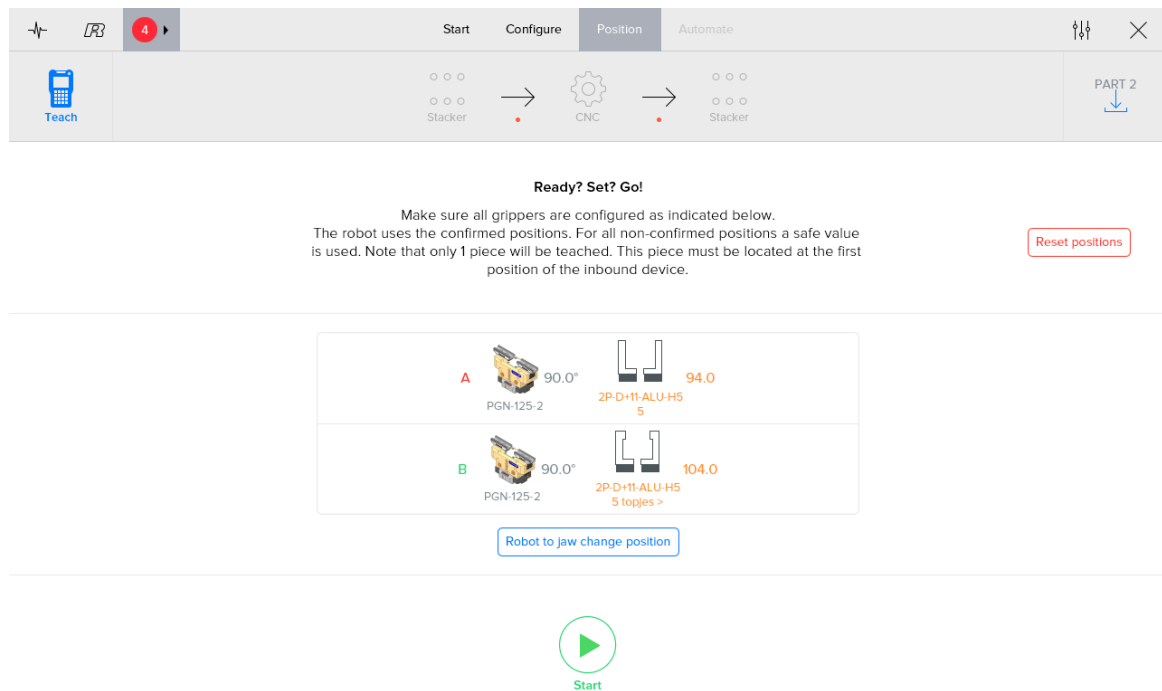 4 Start Configure Position Automate
Teach
Stacker CNC Stacker
PART 2
Ready? Set? Go!
Make sure all grippers are configured as indicated below.
The robot uses the confirmed positions. For all non-confirmed positions a safe value
is used. Note that only 1 piece will be teached. This piece must be located at the first
position of the inbound device.
Reset positions
A 90.0° 94.0
PGN-125-2
2P-D+11-ALU-H5
5
B 90.0° 104.0
PGN-125-2
2P-D+11-ALU-H5
5 topjes >
Robot to jaw change position
Start